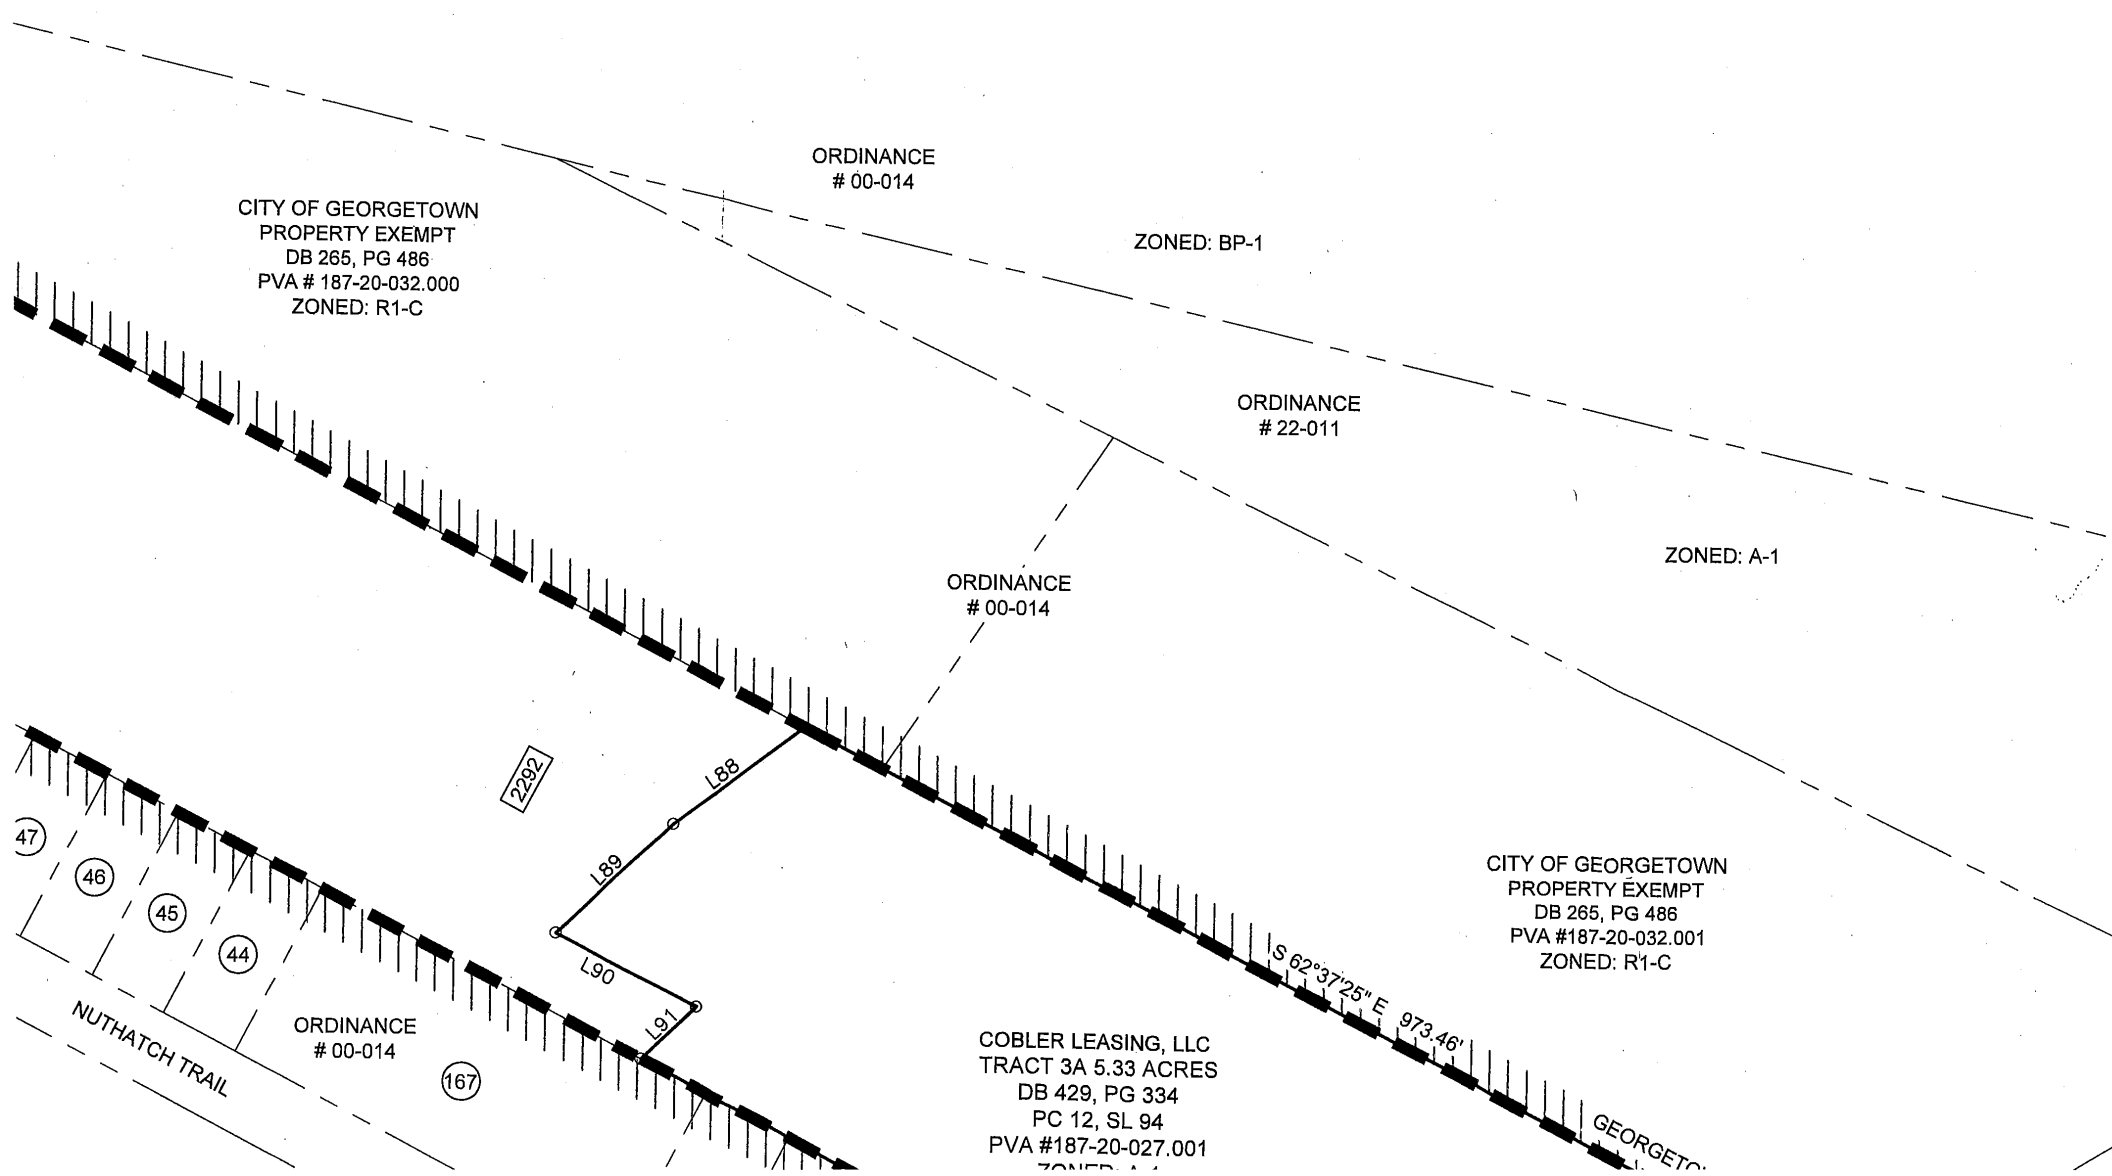 ORDINANCE
# 00-014
CITY OF GEORGETOWN
PROPERTY EXEMPT
DB 265, PG 486
PVA # 187-20-032.000
ZONED: R1-C
ZONED: BP-1
ORDINANCE
# 22-011
ZONED: A-1
ORDINANCE
# 00-014
L88
2292
L89
47
46
45
44
L90
L91
CITY OF GEORGETOWN
PROPERTY EXEMPT
DB 265, PG 486
PVA #187-20-032.001
ZONED: R1-C
S 62°37'25" E 973.46'
NUTHATCH TRAIL
ORDINANCE
# 00-014
167
COBLER LEASING, LLC
TRACT 3A 5.33 ACRES
DB 429, PG 334
PC 12, SL 94
PVA #187-20-027.001
ZONED: A-1